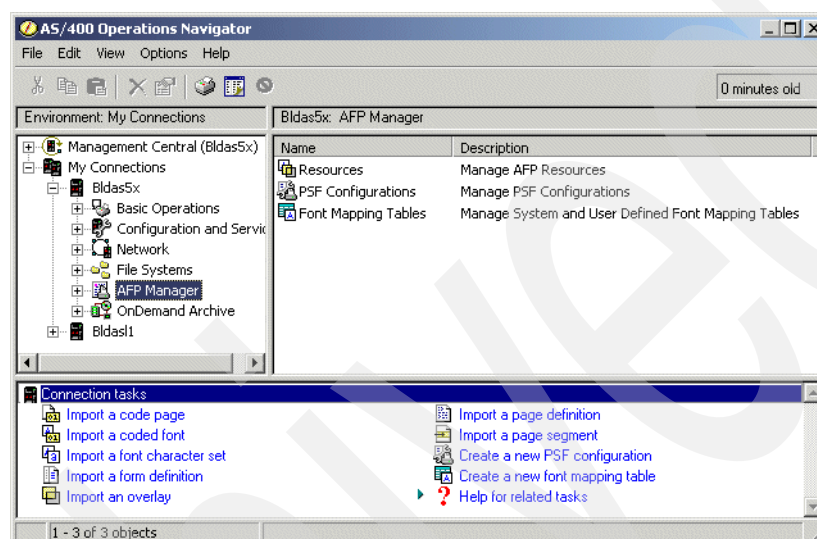 AS/400 Operations Navigator
File Edit View Options Help
0 minutes old
Environment: My Connections
Bldas5x: AFP Manager
Management Central (Bldas5x)
My Connections
Bldas5x
Basic Operations
Configuration and Servic
Network
File Systems
AFP Manager
OnDemand Archive
Bldasl1
Name Description
Resources Manage AFP Resources
PSF Configurations Manage PSF Configurations
Font Mapping Tables Manage System and User Defined Font Mapping Tables
Connection tasks
Import a code page
Import a coded font
Import a font character set
Import a form definition
Import an overlay
Import a page definition
Import a page segment
Create a new PSF configuration
Create a new font mapping table
Help for related tasks
1 - 3 of 3 objects